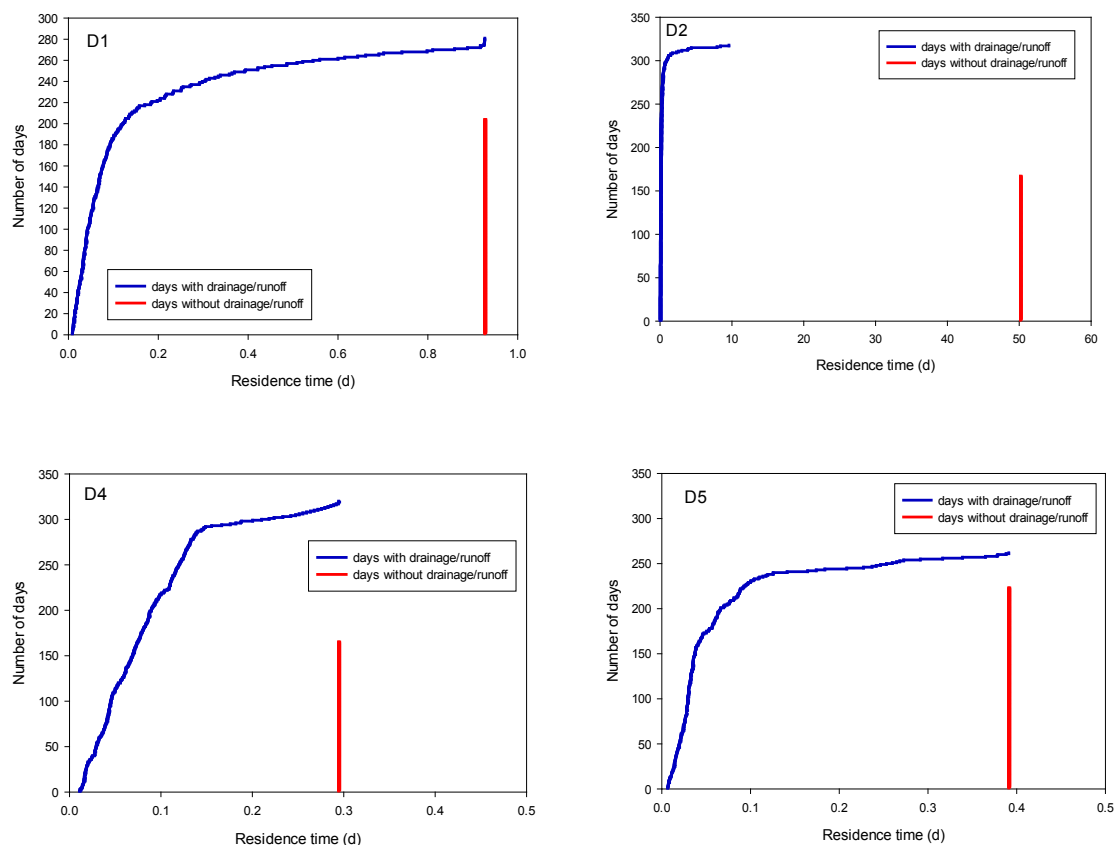 D1
300
280
260
240
220
200
180
160
140
120
100
80
60
40
20
0
Number of days
days with drainage/runoff
days without drainage/runoff
0.0 0.2 0.4 0.6 0.8 1.0
Residence time (d)
D2
350
300
250
200
150
100
50
0
Number of days
days with drainage/runoff
days without drainage/runoff
0 10 20 30 40 50 60
Residence time (d)
D4
350
300
250
200
150
100
50
0
Number of days
days with drainage/runoff
days without drainage/runoff
0.0 0.1 0.2 0.3 0.4 0.5
Residence time (d)
D5
350
300
250
200
150
100
50
0
Number of days
days with drainage/runoff
days without drainage/runoff
0.0 0.1 0.2 0.3 0.4 0.5
Residence time (d)